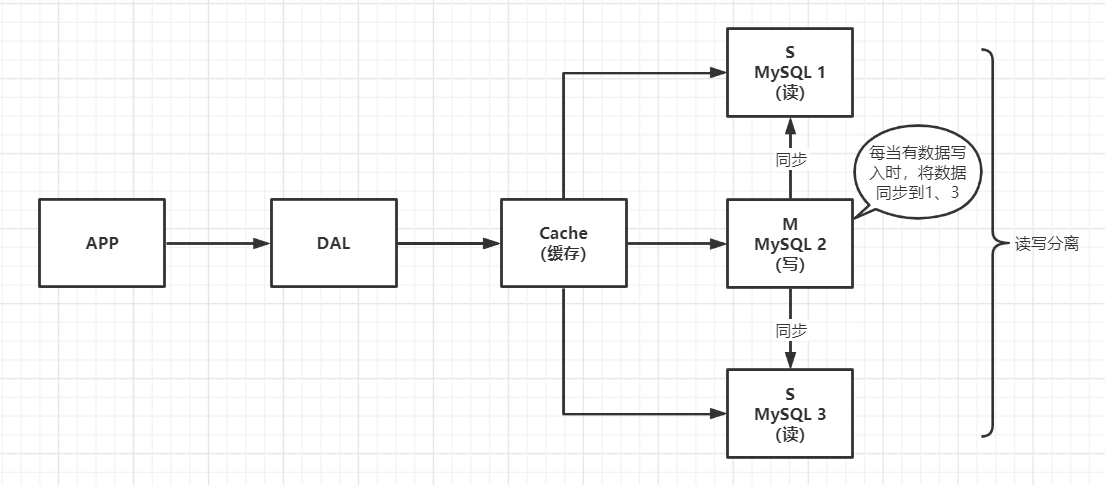 S
MySQL 1
(读)
同步
每当有数据写
入时，将数据
同步到1、3
APP
DAL
Cache
(缓存)
M
MySQL 2
(写)
读写分离
同步
S
MySQL 3
(读)